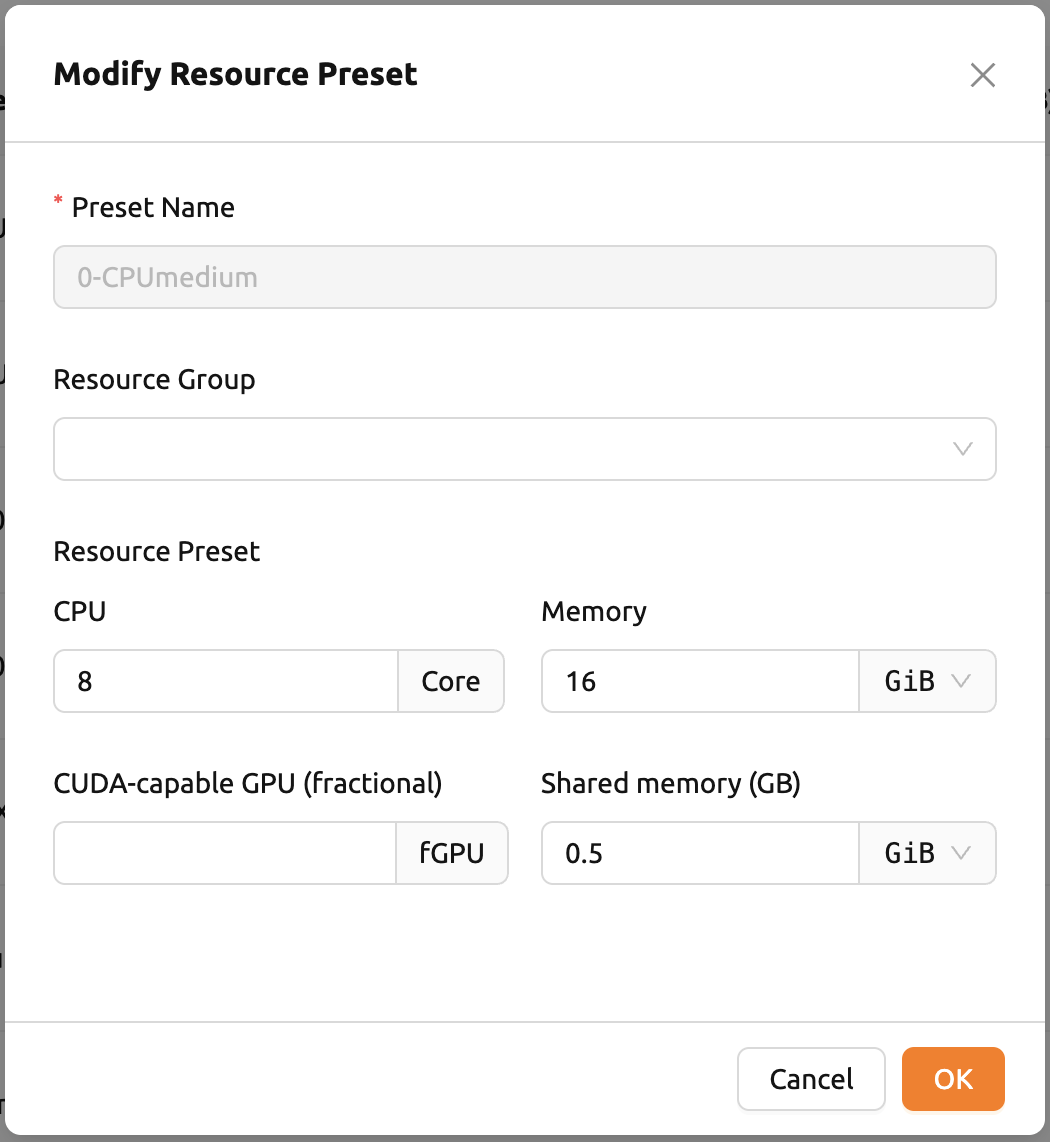 Modify Resource Preset
* Preset Name
0-CPUmedium
Resource Group
Resource Preset
CPU
Memory
8 Core
16 GiB
CUDA-capable GPU (fractional)
Shared memory (GB)
fGPU
0.5 GiB
Cancel
OK